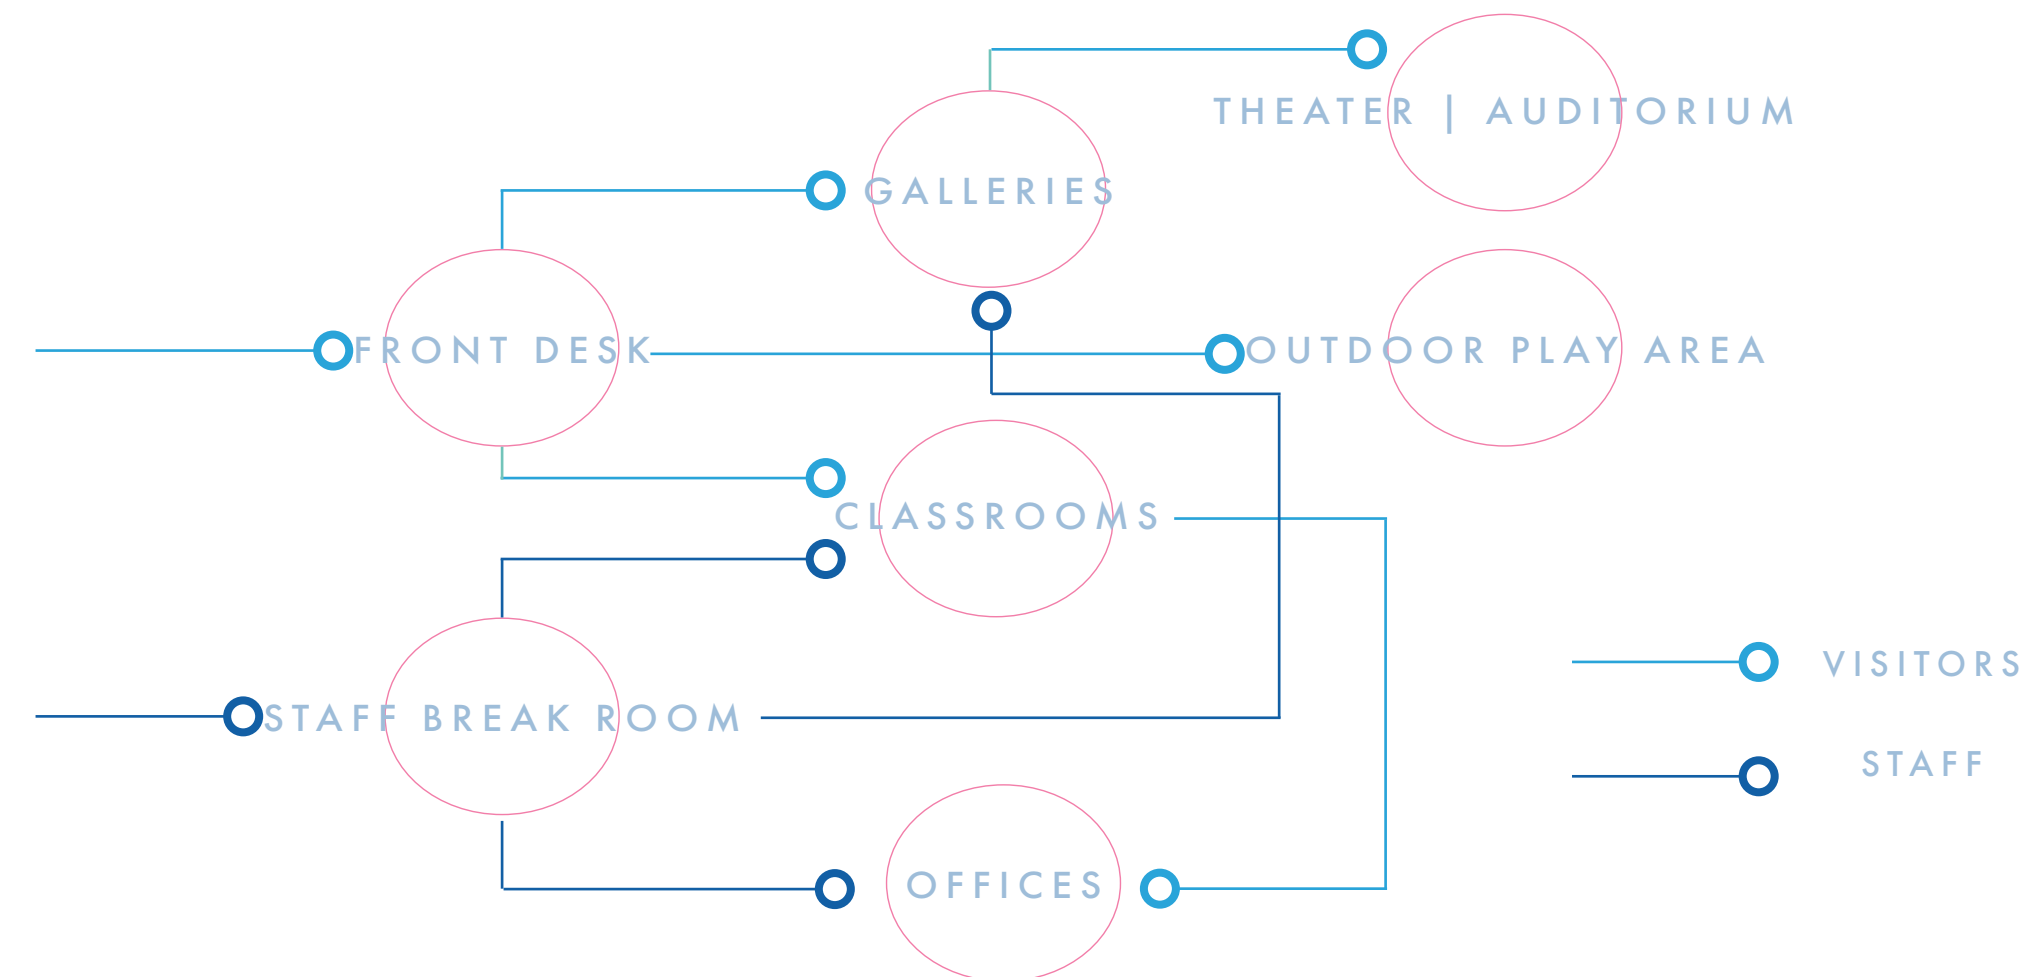 THEATER | AUDITORIUM
GALLERIES
FRONT DESK
OUTDOOR PLAY AREA
CLASSROOMS
STAFF BREAK ROOM
OFFICES
VISITORS
STAFF